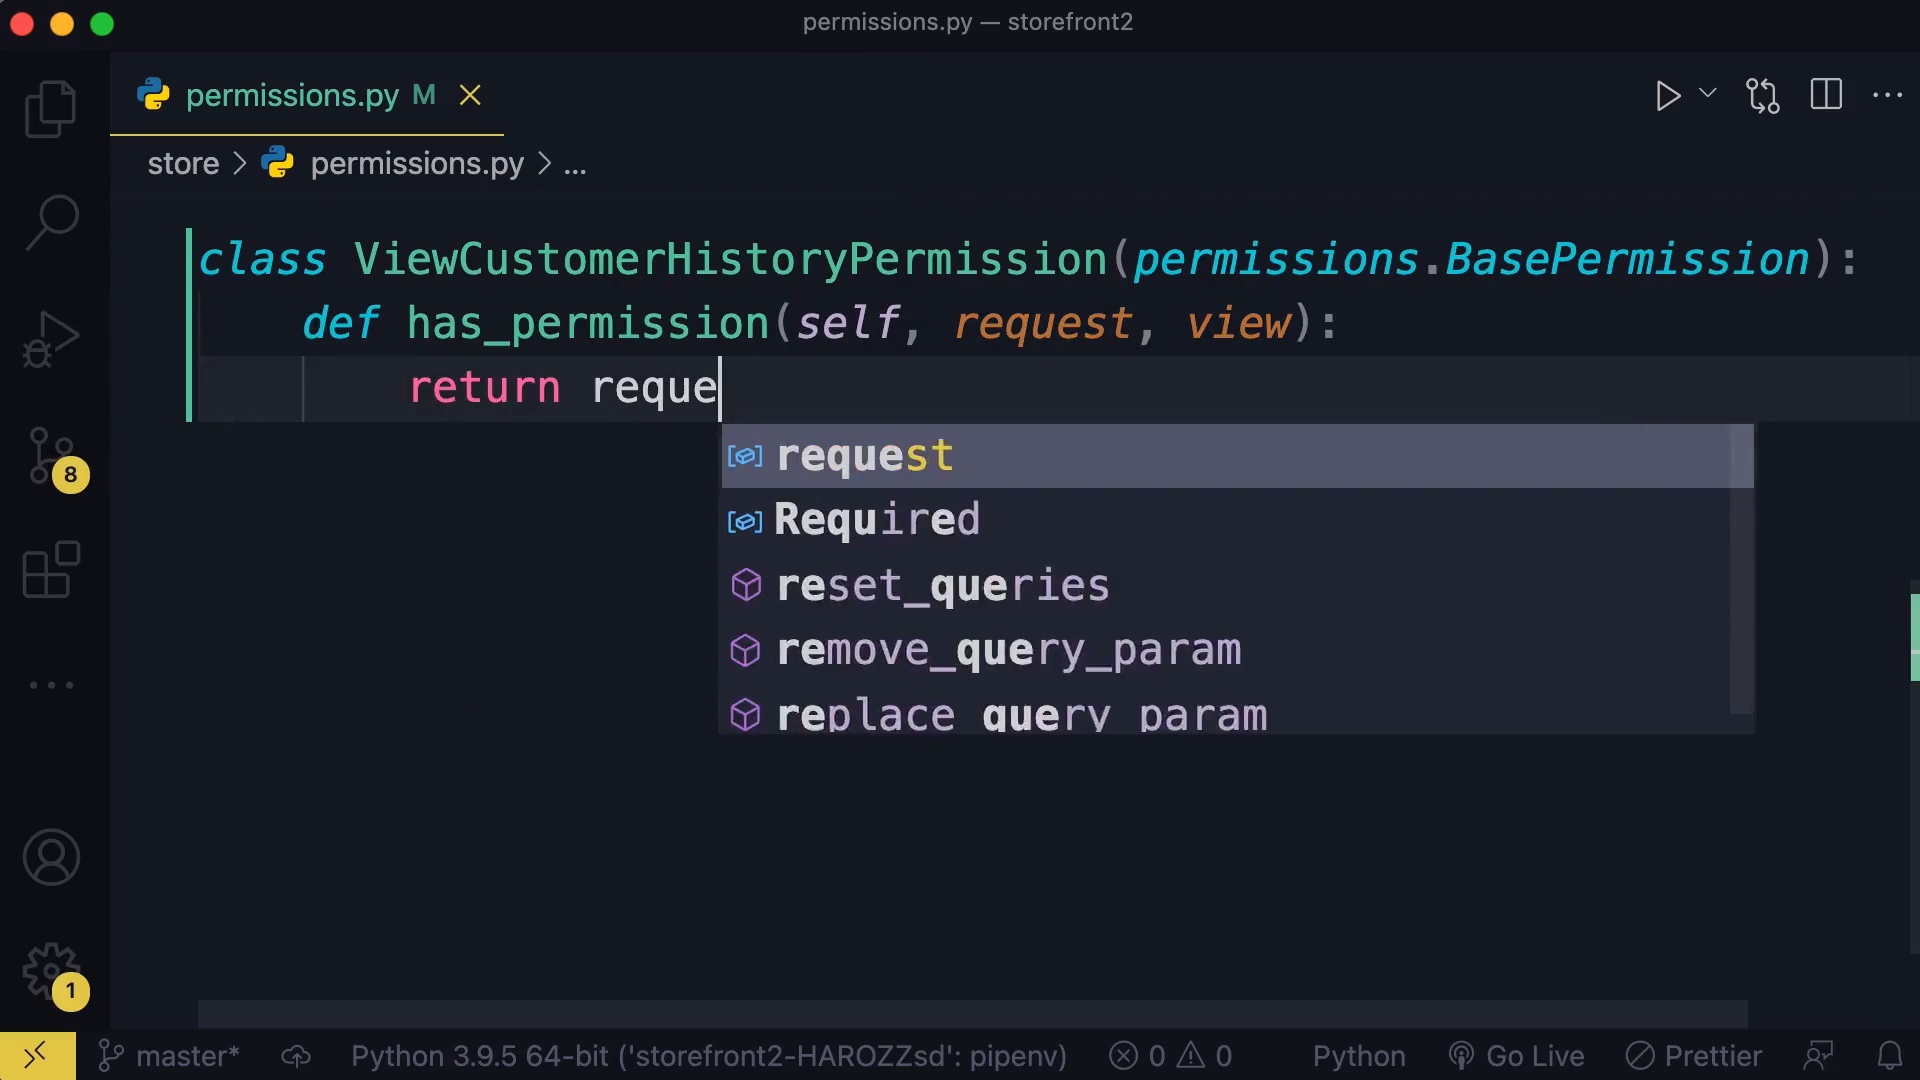 permissions.py — storefront2
permissions.py M
store > permissions.py > ...
class ViewCustomerHistoryPermission(permissions.BasePermission):
def has_permission(self, request, view):
return reque
request
Required
reset_queries
remove_query_param
replace_query_param
8
1
master* Python 3.9.5 64-bit ('storefront2-HAROZZsd': pipenv) 0 0 Python Go Live Prettier